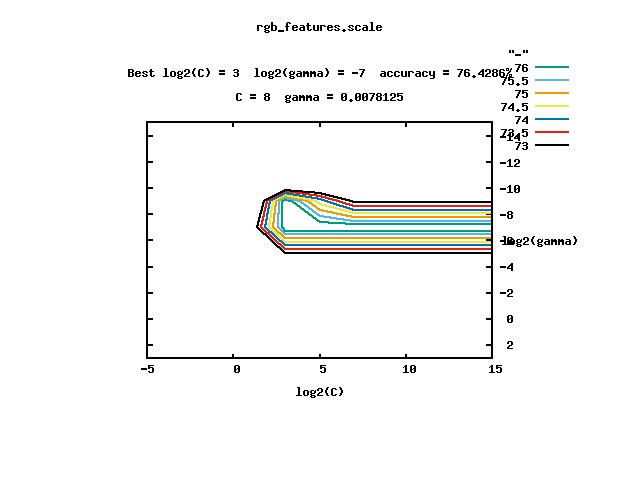 rgb_features.scale
"_"
Best log2(C) = 3  log2(gamma) = -7  accuracy = 76.4286%
76
75.5
C = 8  gamma = 0.0078125
75
74.5
74
73.5
73
-14
-12
-10
-8
-6
log2(gamma)
-4
-2
0
2
-5 0 5 10 15
log2(C)